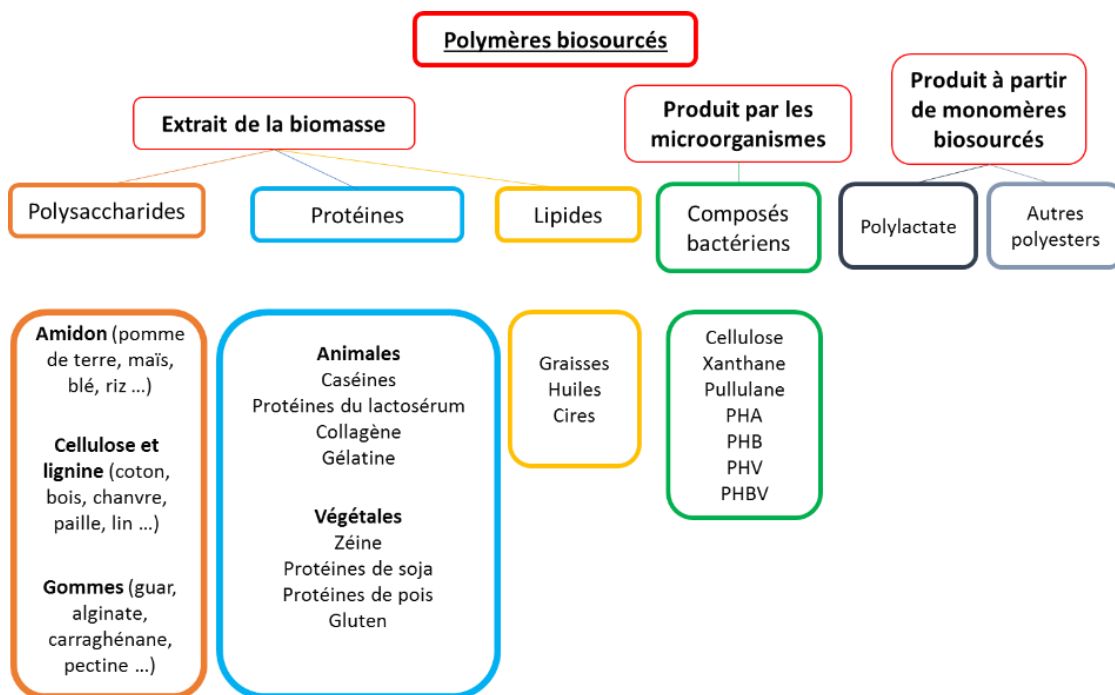 Polymères biosourcés
Extrait de la biomasse
Produit par les
microorganismes
Produit à partir
de monomères
biosourcés
Polysaccharides
Protéines
Lipides
Composés
bactériens
Polylactate
Autres
polyesters
Amidon (pomme
de terre, maïs,
blé, riz ...)
Cellulose et
lignine (coton,
bois, chanvre,
paille, lin ...)
Gommes (guar,
alginate,
carraghénane,
pectine ...)
Animales
Caséines
Protéines du lactosérum
Collagène
Gélatine
Végétales
Zéine
Protéines de soja
Protéines de pois
Gluten
Graisses
Huiles
Cires
Cellulose
Xanthane
Pullulane
PHA
PHB
PHV
PHBV